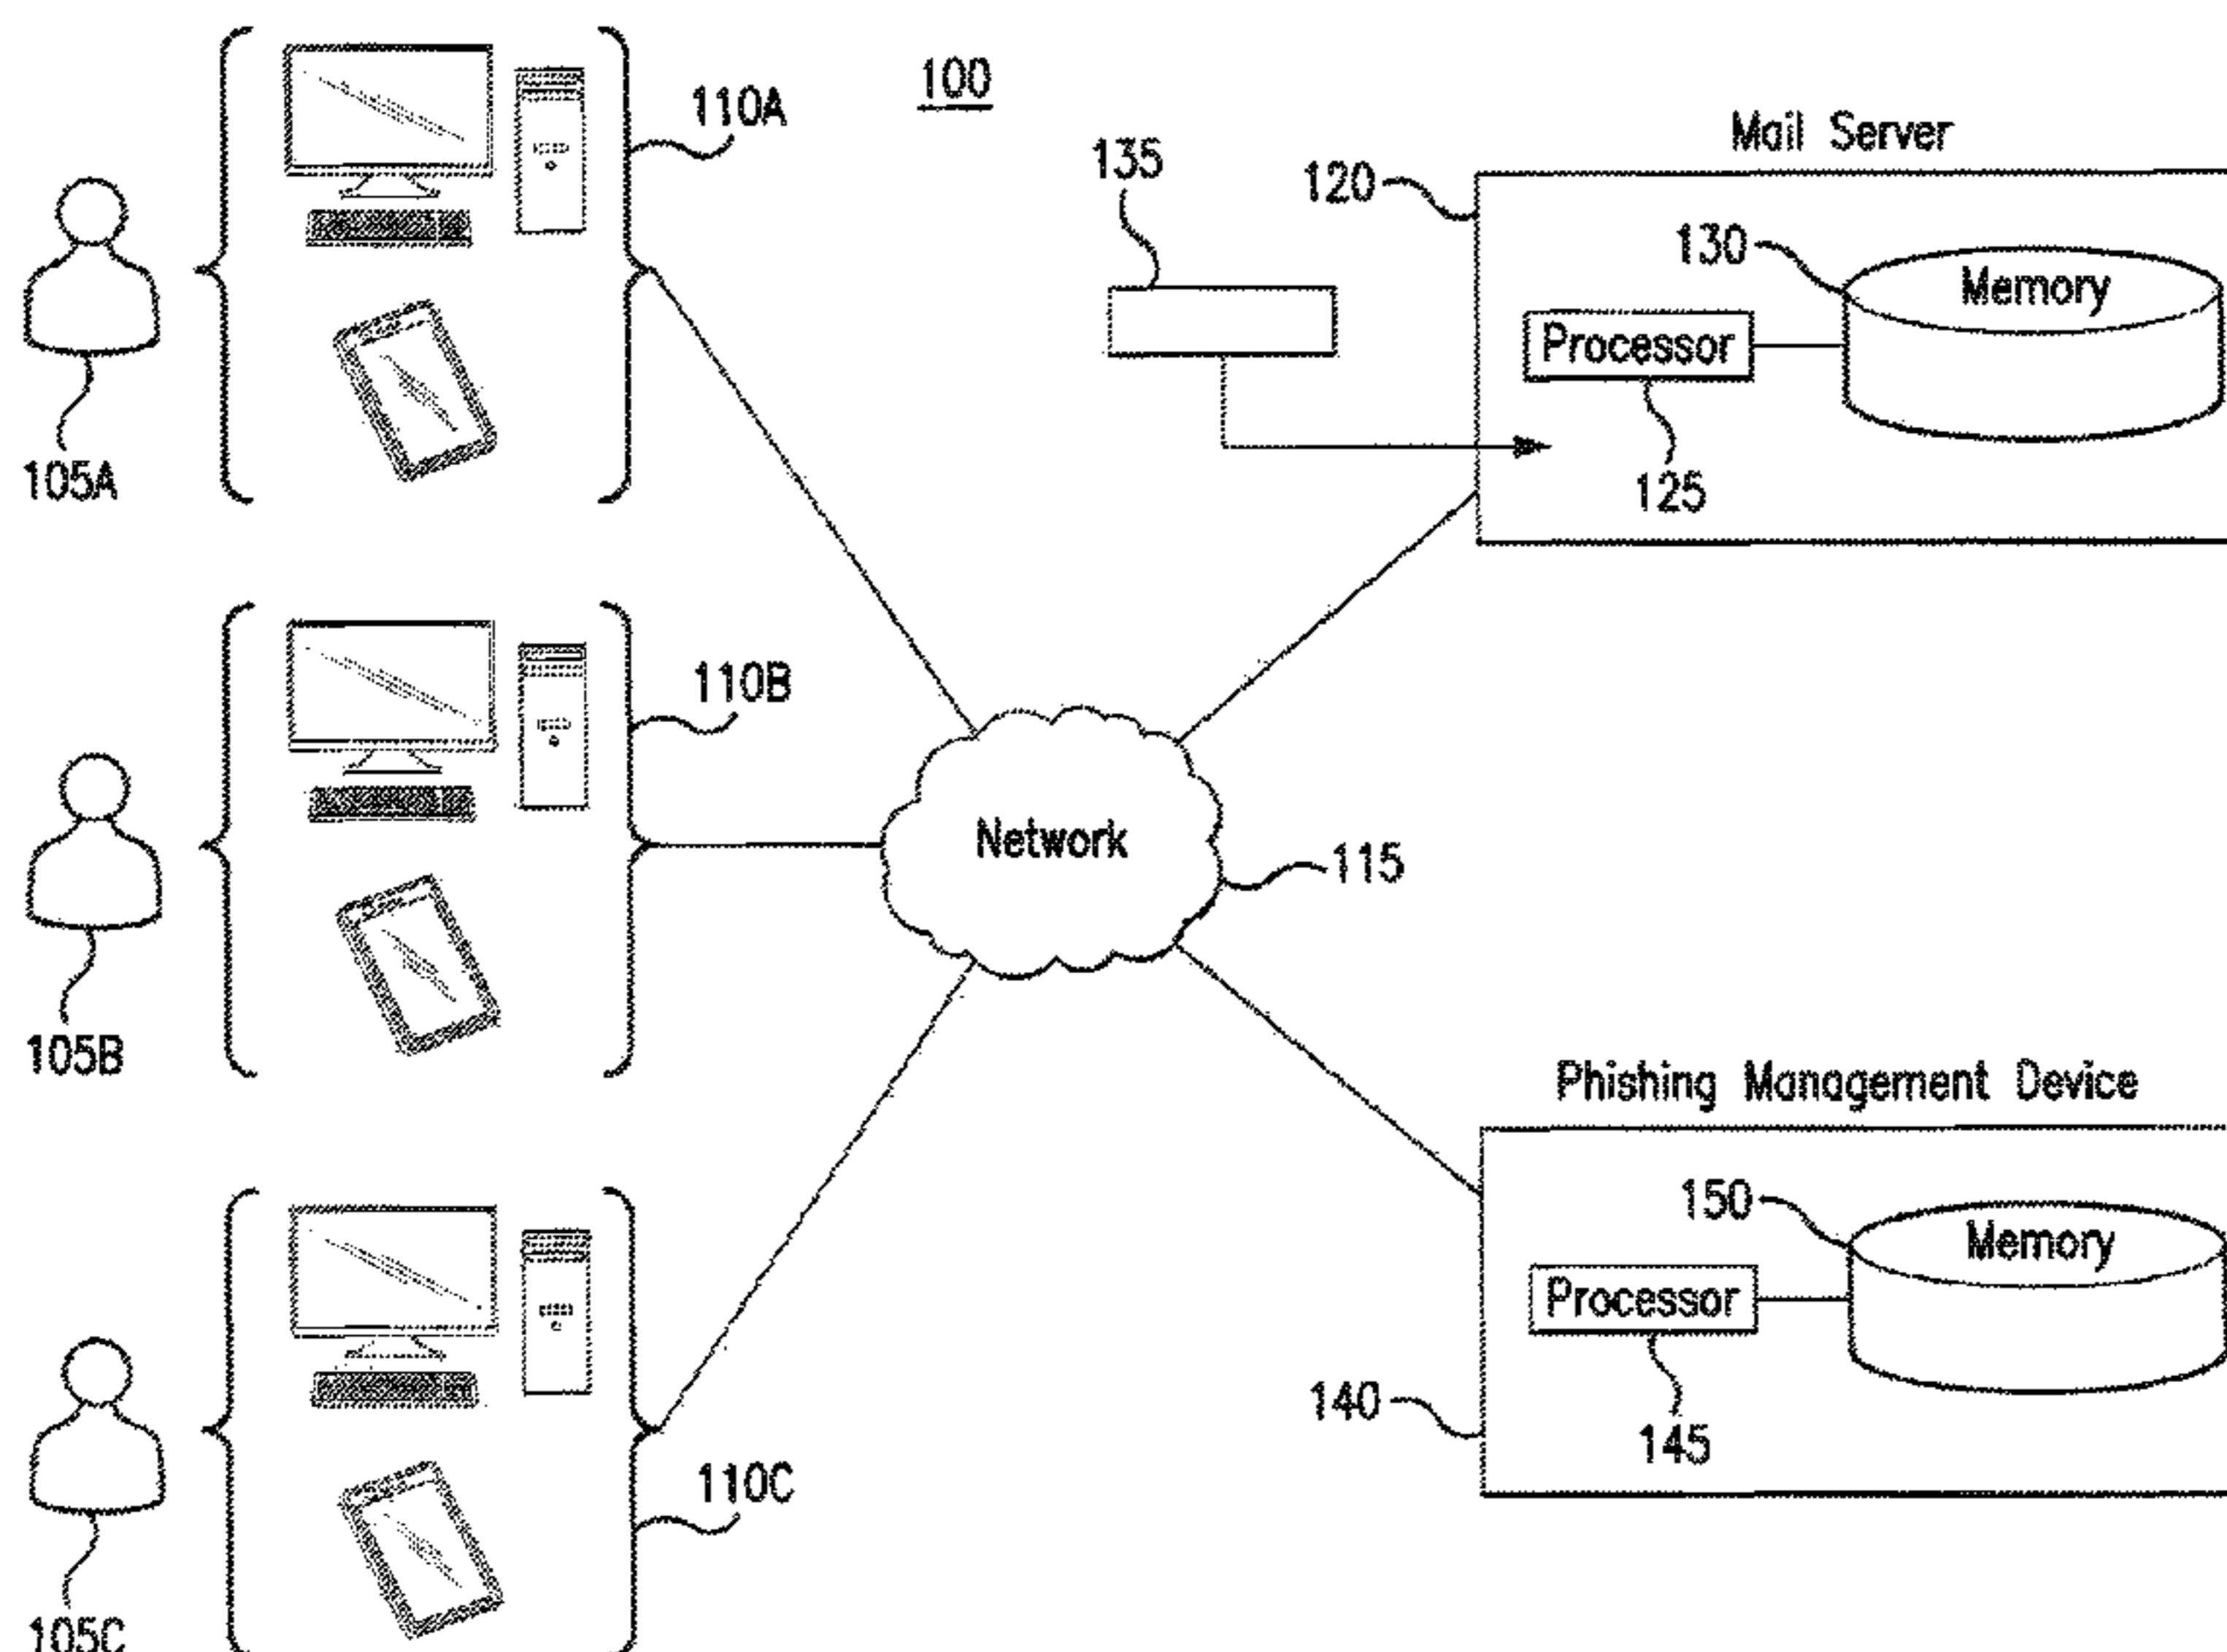 100
110A
135
Mail Server
120
130
Memory
Processor
125
105A
110B
Network
115
105B
Phishing Management Device
150
Memory
Processor
140
145
110C
105C